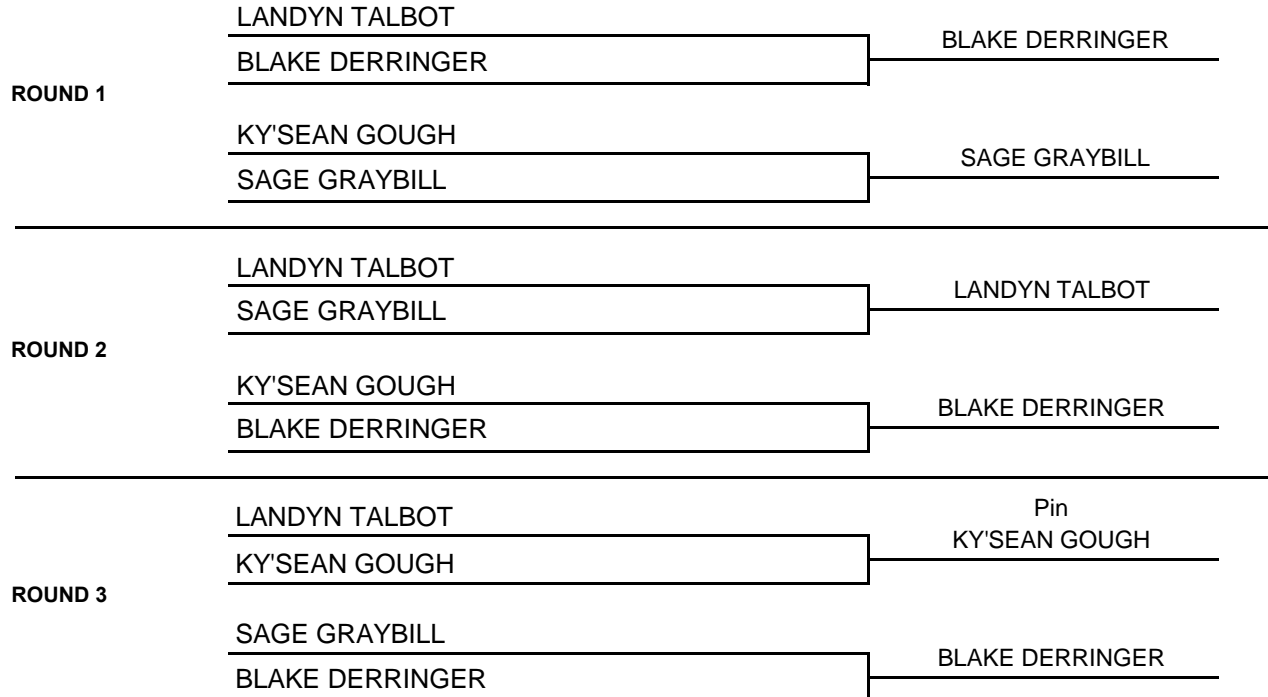 LANDYN TALBOT
BLAKE DERRINGER
BLAKE DERRINGER
ROUND 1
KY'SEAN GOUGH
SAGE GRAYBILL
SAGE GRAYBILL
LANDYN TALBOT
LANDYN TALBOT
SAGE GRAYBILL
ROUND 2
KY'SEAN GOUGH
BLAKE DERRINGER
BLAKE DERRINGER
LANDYN TALBOT
Pin
KY'SEAN GOUGH
KY'SEAN GOUGH
ROUND 3
SAGE GRAYBILL
BLAKE DERRINGER
BLAKE DERRINGER